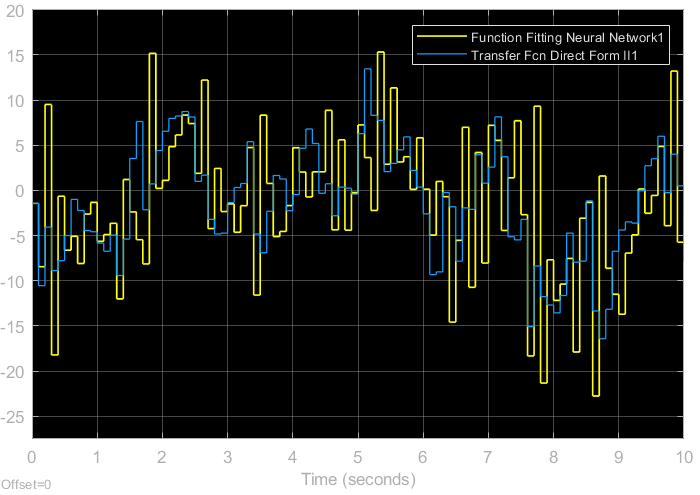 20
15
10
5
0
-5
-10
-15
-20
-25
Function Fitting Neural Network1
Transfer Fcn Direct Form II1
0 1 2 3 4 5 6 7 8 9 10
Time (seconds)
Offset=0